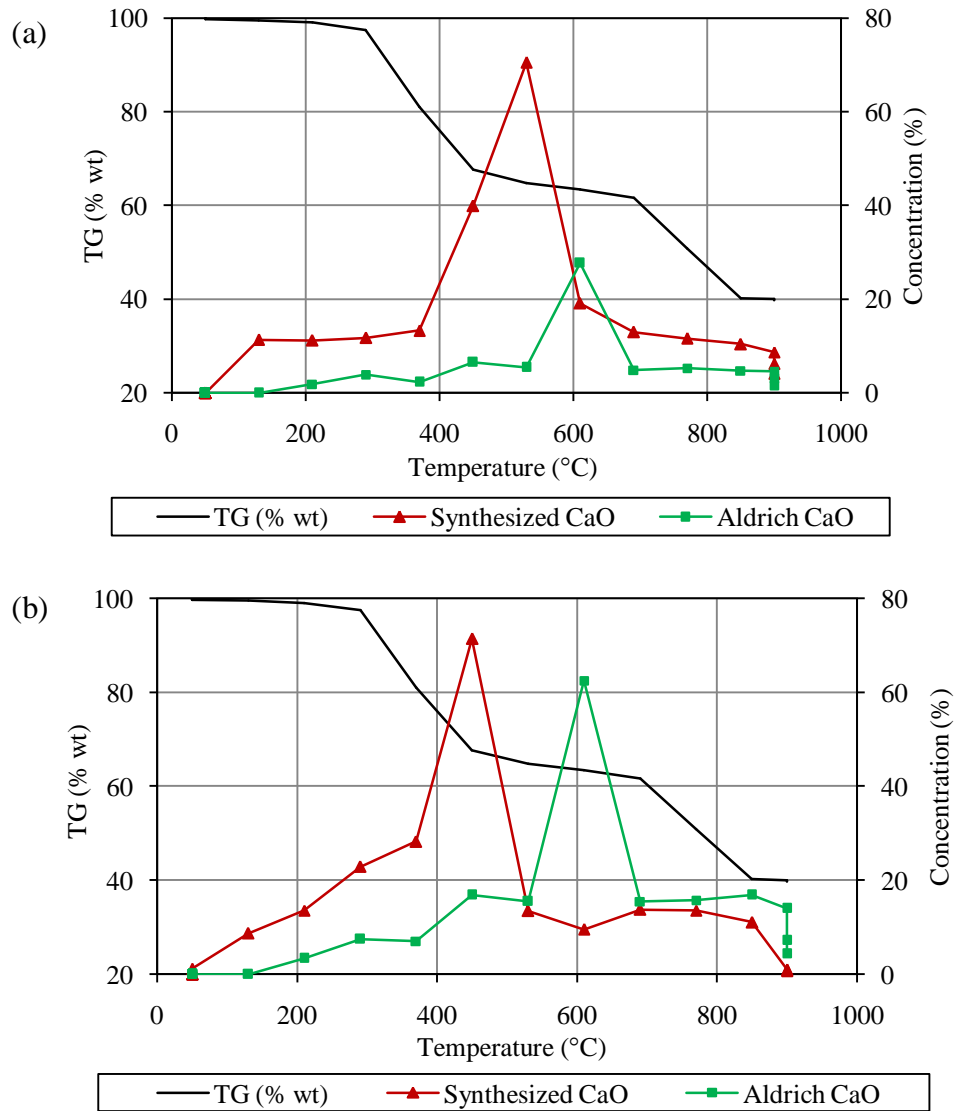 (a)
100
80
60
40
20
TG (% wt)
80
60
40
20
0
Concentration (%)
0
200
400
600
800
1000
Temperature (°C)
TG (% wt)
Synthesized CaO
Aldrich CaO
(b)
100
80
60
40
20
TG (% wt)
80
60
40
20
0
Concentration (%)
0
200
400
600
800
1000
Temperature (°C)
TG (% wt)
Synthesized CaO
Aldrich CaO